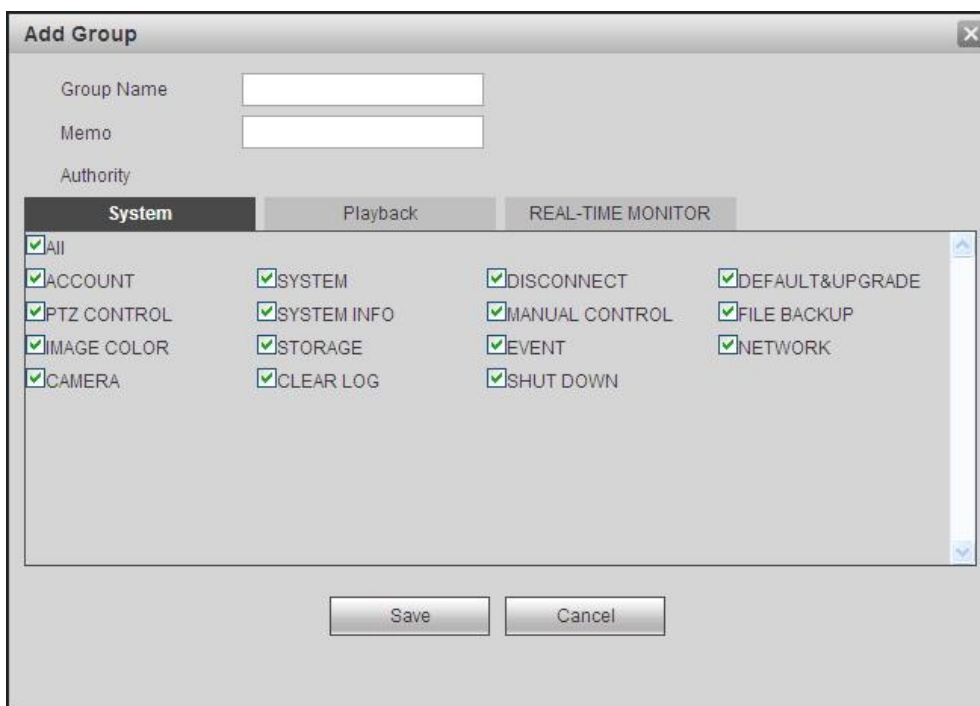 Add Group
Group Name
Memo
Authority
System Playback REAL-TIME MONITOR
All
ACCOUNT SYSTEM DISCONNECT DEFAULT&UPGRADE
PTZ CONTROL SYSTEM INFO MANUAL CONTROL FILE BACKUP
IMAGE COLOR STORAGE EVENT NETWORK
CAMERA CLEAR LOG SHUT DOWN
Save Cancel